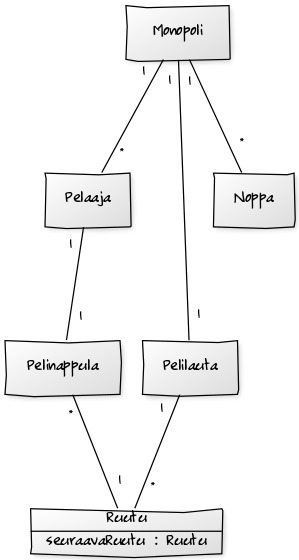 Monopoli
1 1 1
* *
Pelaaja Noppa
1
1 1
Pelinappula Pelilauta
* 1
1 *
Ruutu
seuraavaRuutu : Ruutu